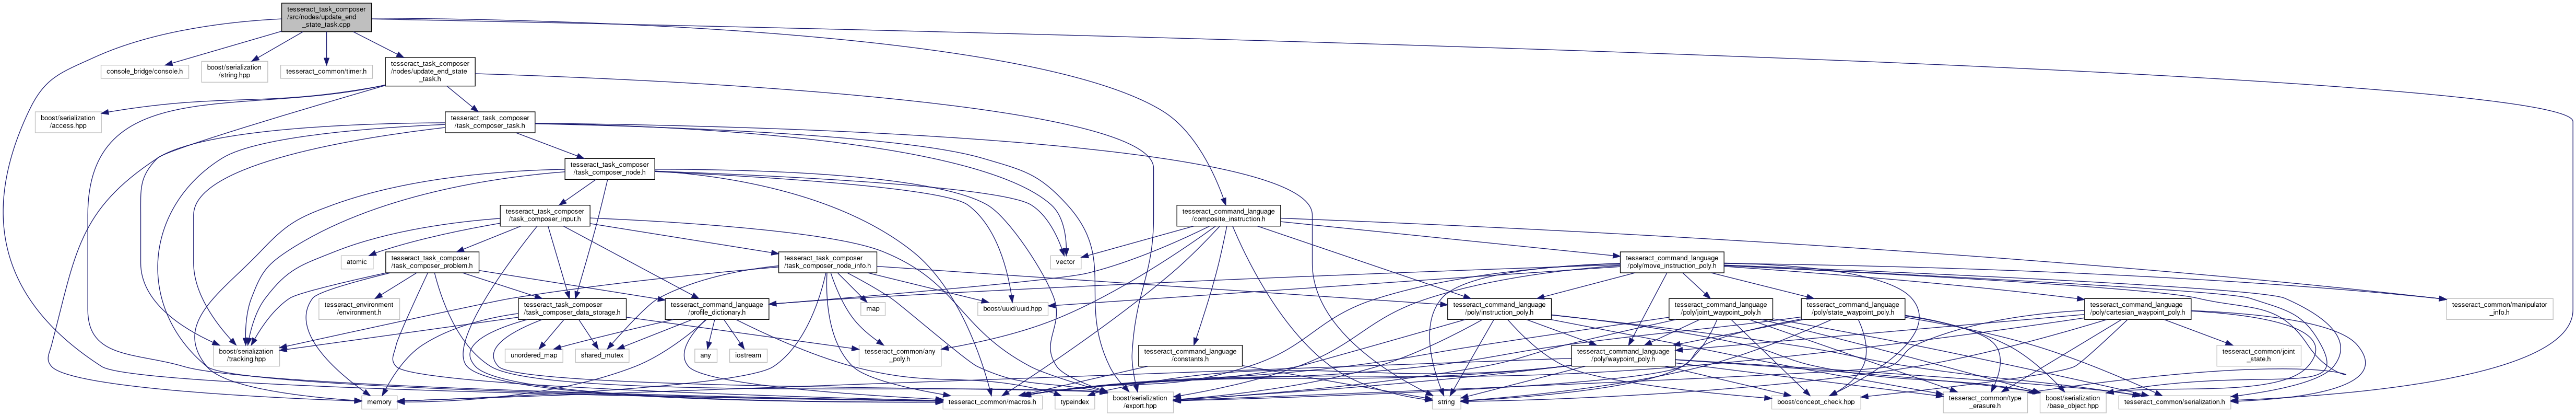 tesseract_task_composer
/src/nodes/update_end
_state_task.cpp
console_bridge/console.h
boost/serialization
/string.hpp
tesseract_common/timer.h
tesseract_task_composer
/nodes/update_end_state
_task.h
boost/serialization
/access.hpp
tesseract_task_composer
/task_composer_task.h
tesseract_task_composer
/task_composer_node.h
tesseract_task_composer
/task_composer_input.h
tesseract_command_language
/composite_instruction.h
atomic
tesseract_task_composer
/task_composer_problem.h
tesseract_task_composer
/task_composer_node_info.h
vector
tesseract_command_language
/poly/move_instruction_poly.h
tesseract_environment
/environment.h
tesseract_task_composer
/task_composer_data_storage.h
tesseract_command_language
/profile_dictionary.h
map
boost/uuid/uuid.hpp
tesseract_command_language
/poly/instruction_poly.h
tesseract_command_language
/poly/joint_waypoint_poly.h
tesseract_command_language
/poly/state_waypoint_poly.h
tesseract_command_language
/poly/cartesian_waypoint_poly.h
tesseract_common/manipulator
_info.h
boost/serialization
/tracking.hpp
unordered_map
shared_mutex
any
iostream
tesseract_common/any
_poly.h
tesseract_command_language
/constants.h
tesseract_command_language
/poly/waypoint_poly.h
tesseract_common/joint
_state.h
memory
tesseract_common/macros.h
typeindex
boost/serialization
/export.hpp
string
boost/concept_check.hpp
tesseract_common/type
_erasure.h
boost/serialization
/base_object.hpp
tesseract_common/serialization.h